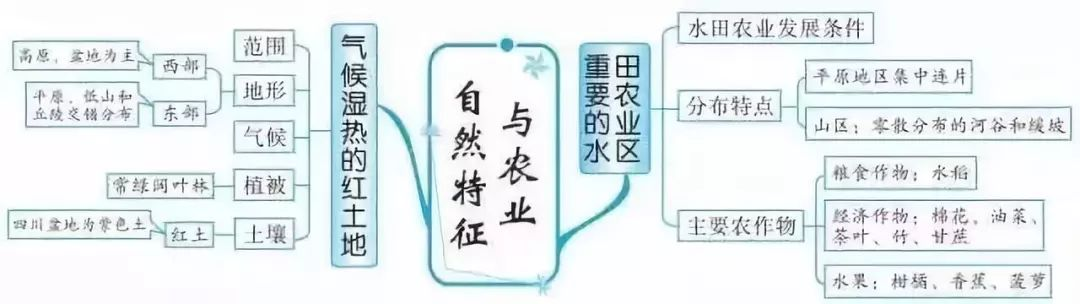 自然特征
与农业
气候湿热的红土地
范围
地形
西部
高原、盆地为主
东部
平原、低山和
丘陵交错分布
气候
植被
常绿阔叶林
土壤
红土
四川盆地为紫色土
重要的水
田农业区
水田农业发展条件
分布特点
平原地区集中连片
山区：零散分布的河谷和缓坡
主要农作物
粮食作物：水稻
经济作物：棉花、油菜、
茶叶、竹、甘蔗
水果：柑橘、香蕉、菠萝